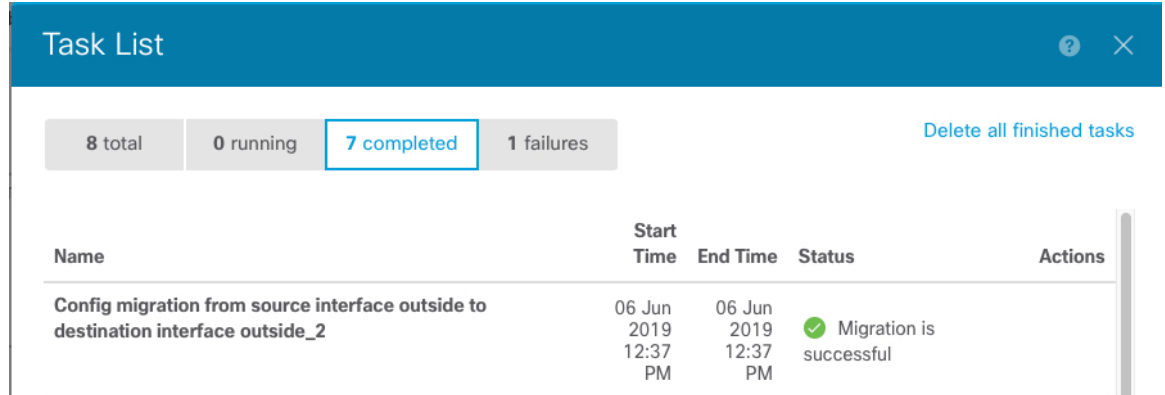 Task List
8 total 0 running 7 completed 1 failures
Delete all finished tasks
Name
Start
Time
End Time
Status
Actions
Config migration from source interface outside to
destination interface outside_2
06 Jun
2019
12:37
PM
06 Jun
2019
12:37
PM
Migration is
successful